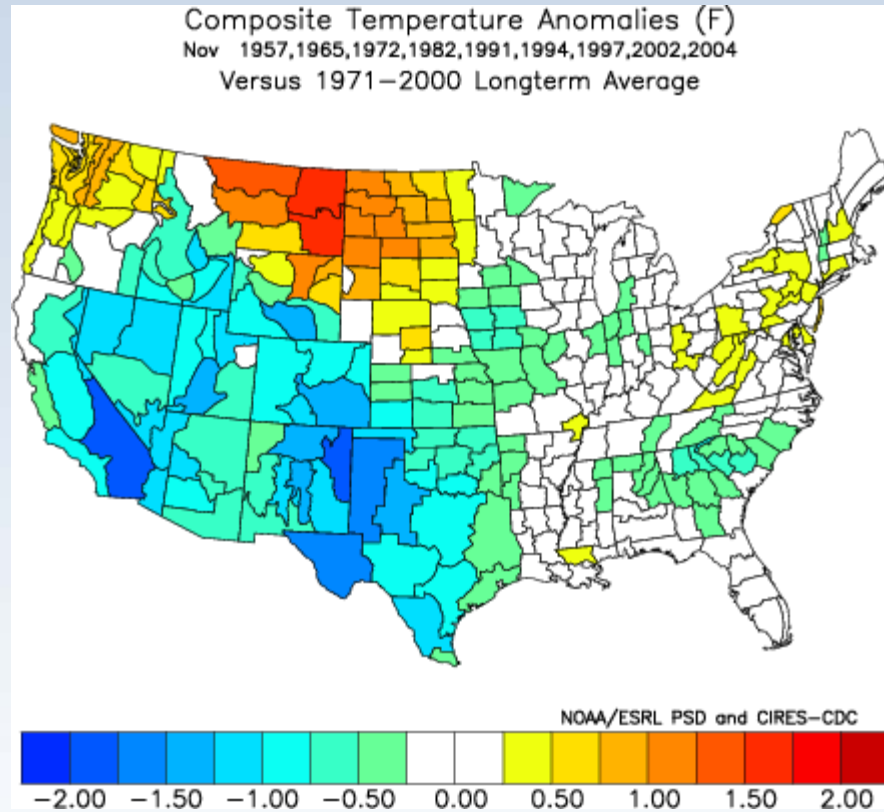 Composite Temperature Anomalies (F)
Nov 1957,1965,1972,1982,1991,1994,1997,2002,2004
Versus 1971-2000 Longterm Average
NOAA/ESRL PSD and CIRES-CDC
-2.00 -1.50 -1.00 -0.50 0.00 0.50 1.00 1.50 2.00